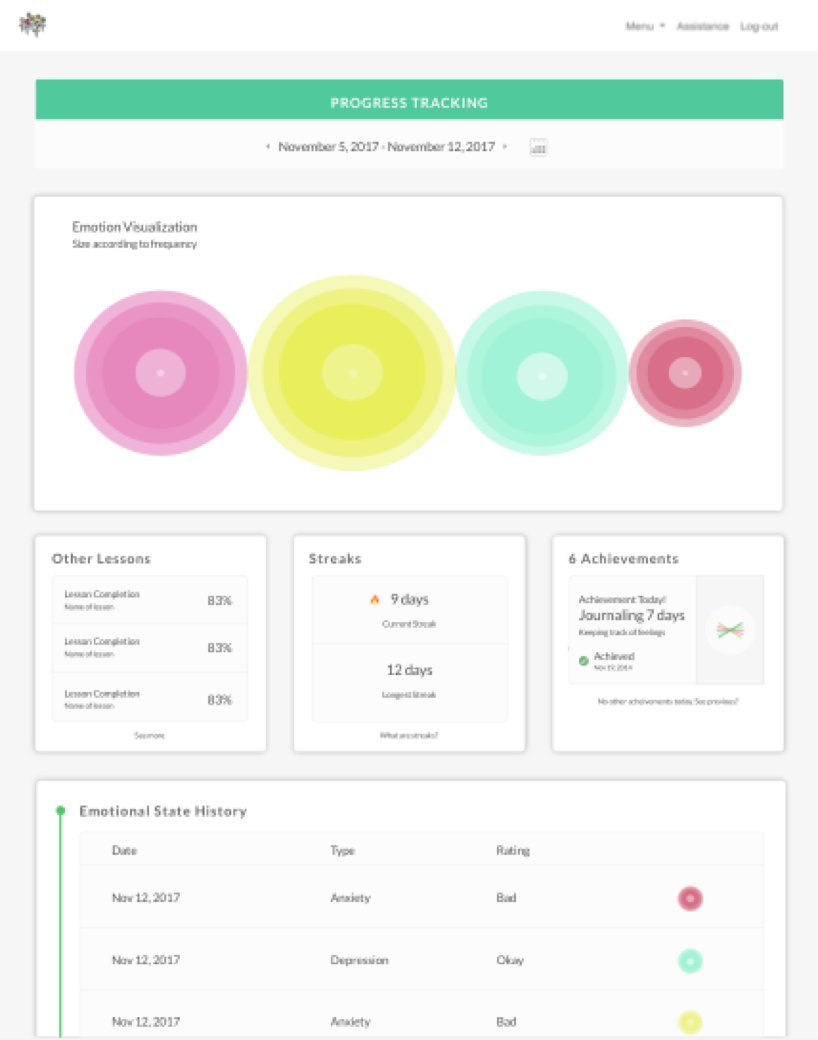 Menu Assistance Log-out
PROGRESS TRACKING
‹ November 5, 2017 - November 12, 2017 ›
Emotion Visualization
Size according to frequency
Other Lessons
Lesson Completion
Name of lesson
83%
Lesson Completion
Name of lesson
83%
Lesson Completion
Name of lesson
83%
See more
Streaks
9 days
Current Streak
12 days
Longest Streak
What are streaks?
6 Achievements
Achievement Today!
Journaling 7 days
Keeping track of feelings
Achieved
Nov 19, 2014
No other acheivements today. See previous?
Emotional State History
Date Type Rating
Nov 12, 2017 Anxiety Bad
Nov 12, 2017 Depression Okay
Nov 12, 2017 Anxiety Bad